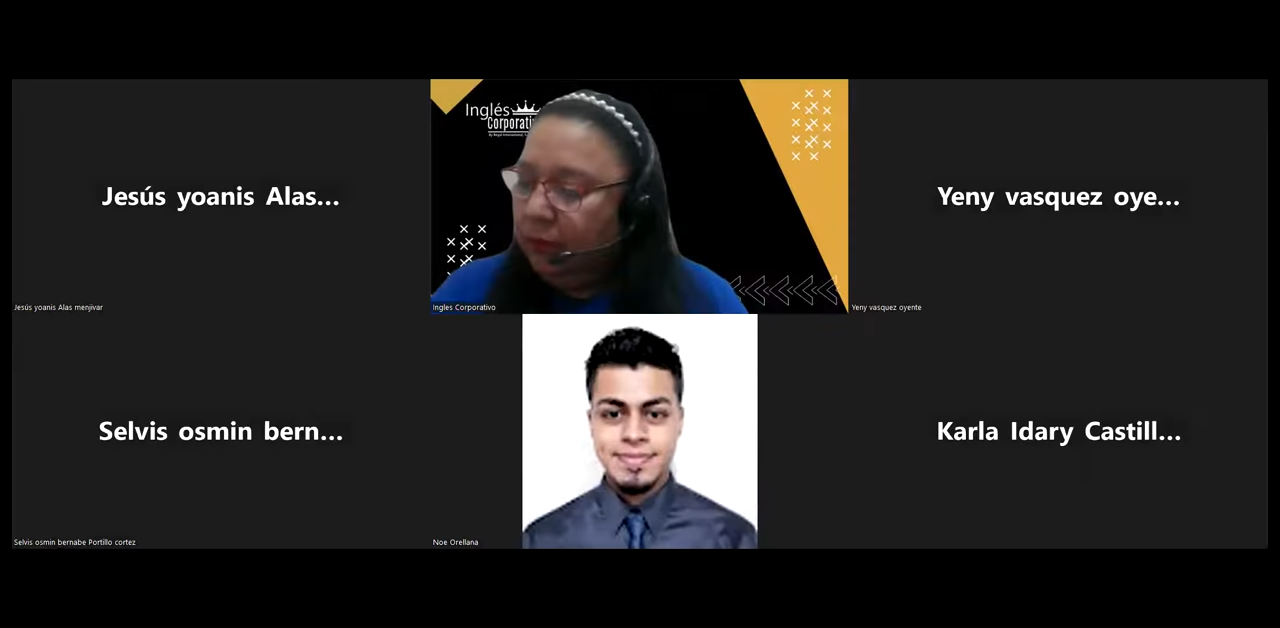 Jesús yoanis Alas...
Jesús yoanis Alas menjivar
Inglés
Corporati
Ingles Corporativo
Yeny vasquez oye...
Yeny vasquez oyente
Selvis osmin bern...
Selvis osmin bernabe Portillo cortez
Noe Orellana
Karla Idary Castill...